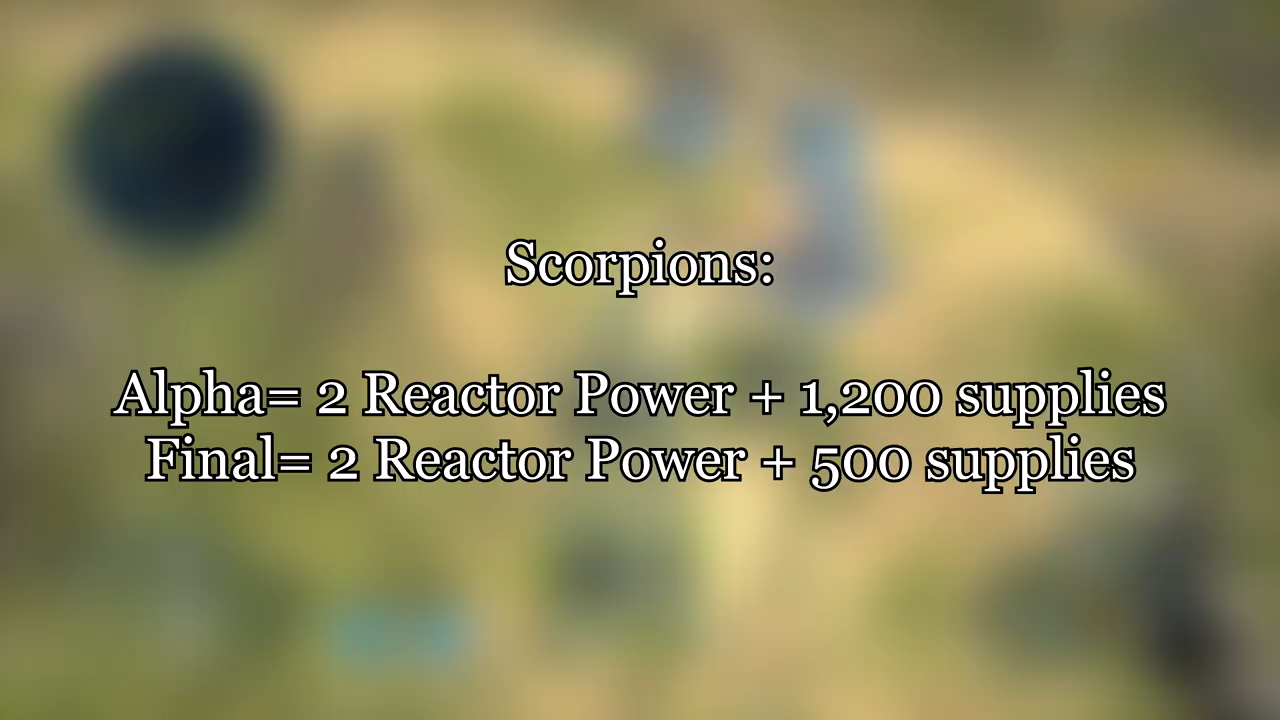 Scorpions:
Alpha= 2 Reactor Power + 1,200 supplies
Final= 2 Reactor Power + 500 supplies